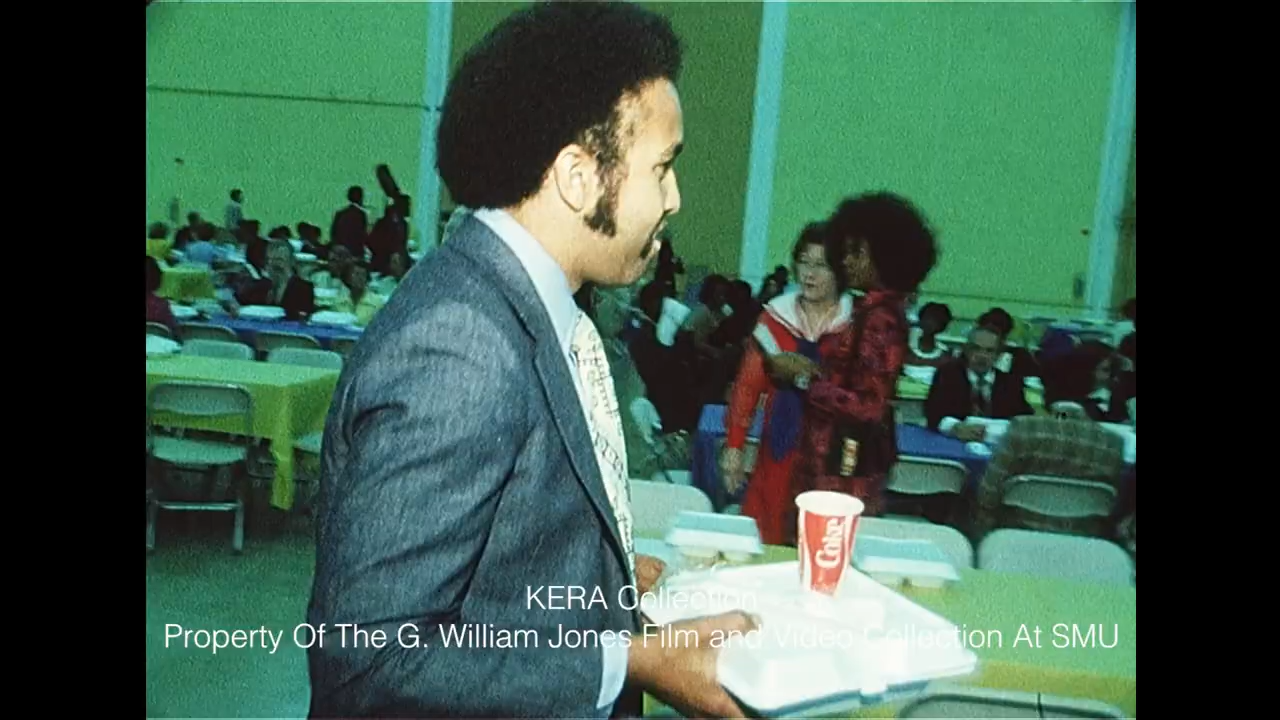 Coke
KERA Collection
Property Of The G. William Jones Film and Video Collection At SMU